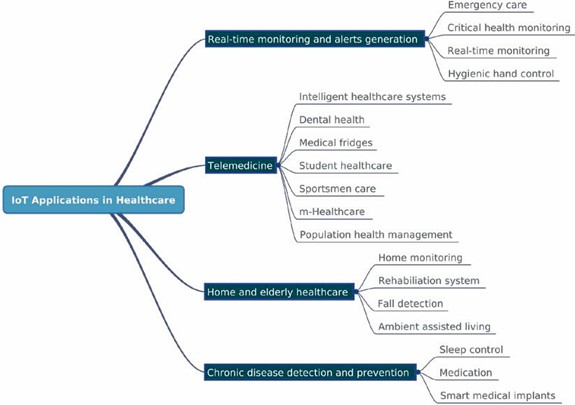 IoT Applications in Healthcare
Real-time monitoring and alerts generation
Emergency care
Critical health monitoring
Real-time monitoring
Hygienic hand control
Telemedicine
Intelligent healthcare systems
Dental health
Medical fridges
Student healthcare
Sportsmen care
m-Healthcare
Population health management
Home and elderly healthcare
Home monitoring
Rehabiliation system
Fall detection
Ambient assisted living
Chronic disease detection and prevention
Sleep control
Medication
Smart medical implants